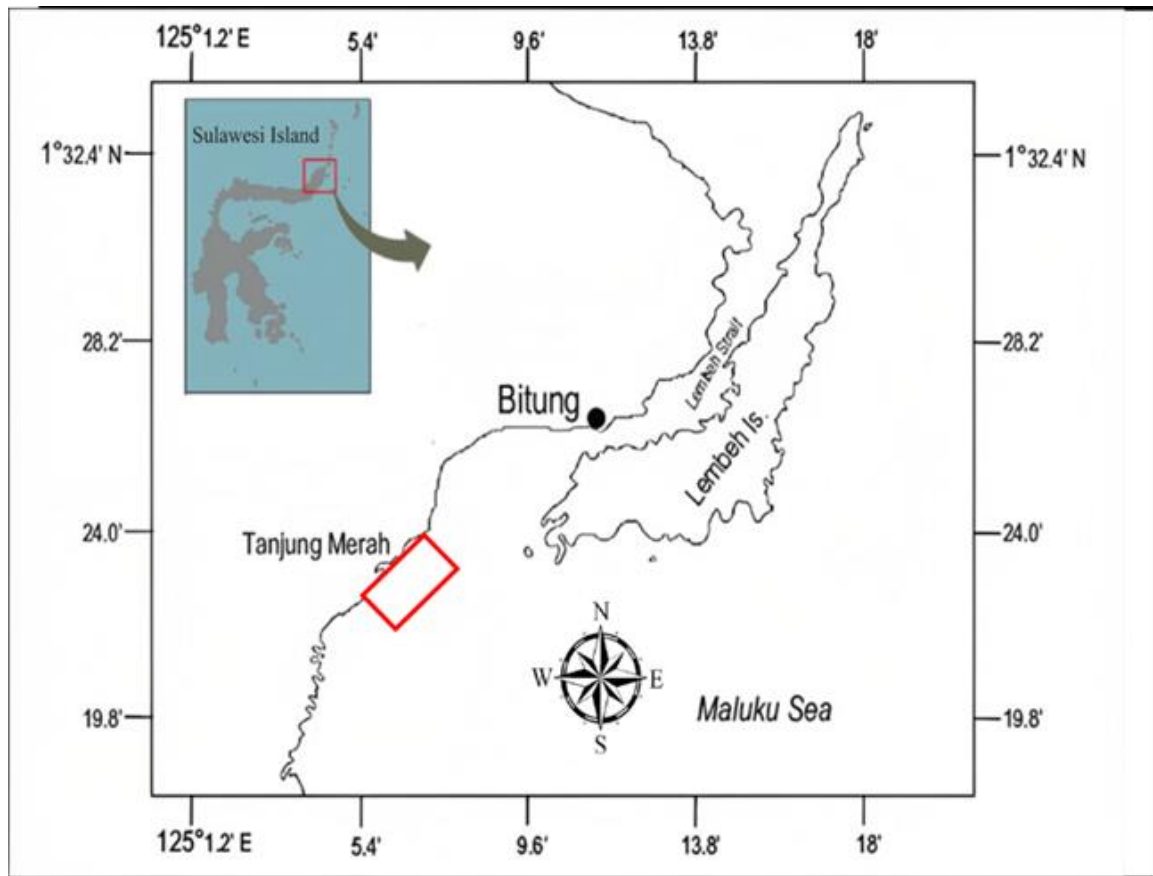 125°1.2' E 5.4' 9.6' 13.8' 18'
Sulawesi Island
1°32.4' N 1°32.4' N
28.2' 28.2'
Lembeh Strait
Bitung
Lembeh Is.
24.0' 24.0'
Tanjung Merah
N
W E
S
Maluku Sea
19.8' 19.8'
125°1.2' E 5.4' 9.6' 13.8' 18'